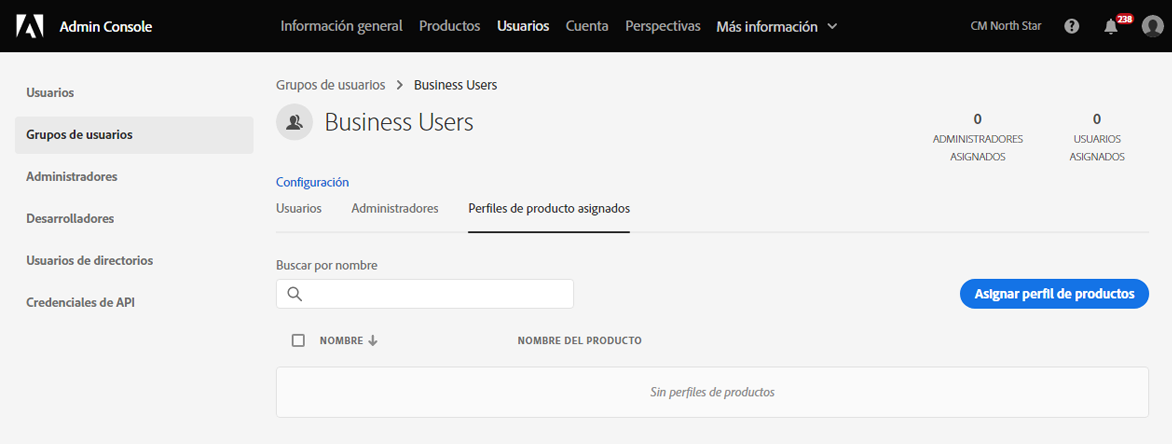 Admin Console
Información general Productos Usuarios Cuenta Perspectivas Más información
CM North Star
238
Usuarios
Grupos de usuarios
Administradores
Desarrolladores
Usuarios de directorios
Credenciales de API
Grupos de usuarios > Business Users
Business Users
0
ADMINISTRADORES
ASIGNADOS
0
USUARIOS
ASIGNADOS
Configuración
Usuarios Administradores Perfiles de producto asignados
Buscar por nombre
Asignar perfil de productos
NOMBRE NOMBRE DEL PRODUCTO
Sin perfiles de productos